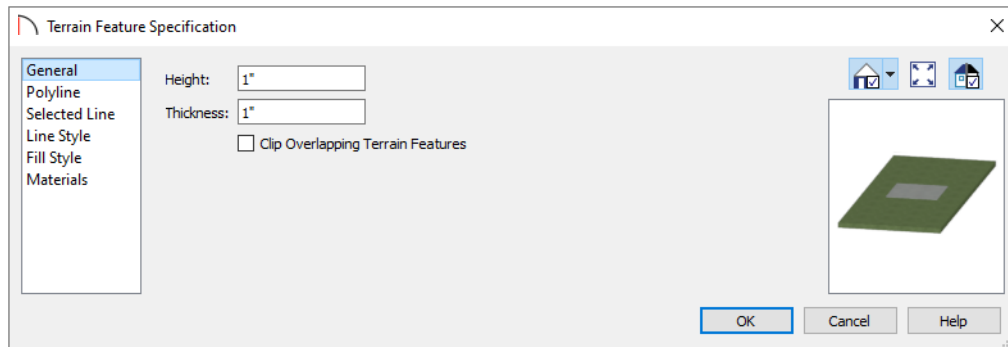 Terrain Feature Specification
General
Polyline
Selected Line
Line Style
Fill Style
Materials
Height: 1"
Thickness: 1"
Clip Overlapping Terrain Features
OK Cancel Help